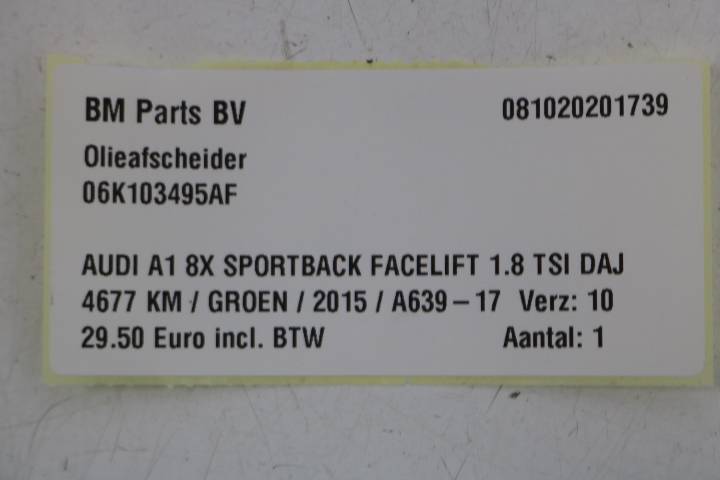 BM Parts BV 081020201739
Olieafscheider
06K103495AF
AUDI A1 8X SPORTBACK FACELIFT 1.8 TSI DAJ
4677 KM / GROEN / 2015 / A639-17 Verz: 10
29.50 Euro incl. BTW Aantal: 1